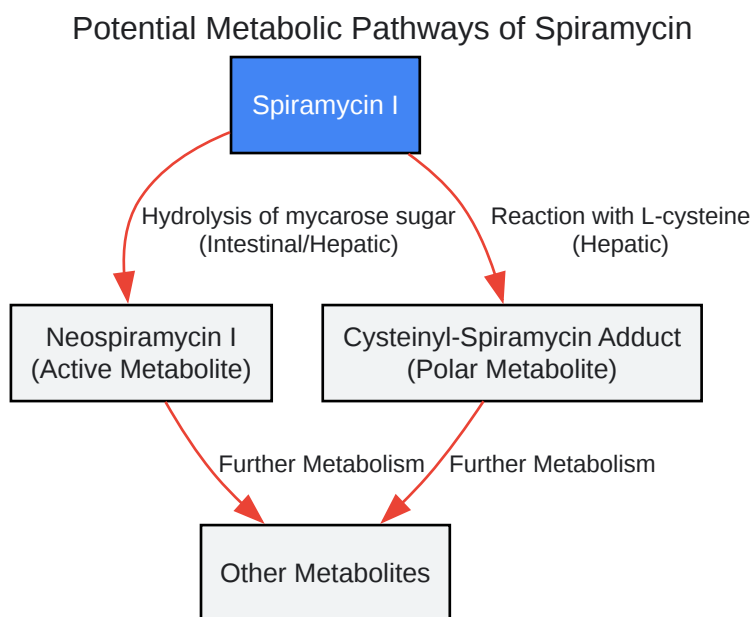 Potential Metabolic Pathways of Spiramycin
Spiramycin I
Hydrolysis of mycarose sugar
(Intestinal/Hepatic)
Reaction with L-cysteine
(Hepatic)
Neospiramycin I
(Active Metabolite)
Cysteinyl-Spiramycin Adduct
(Polar Metabolite)
Further Metabolism
Further Metabolism
Other Metabolites